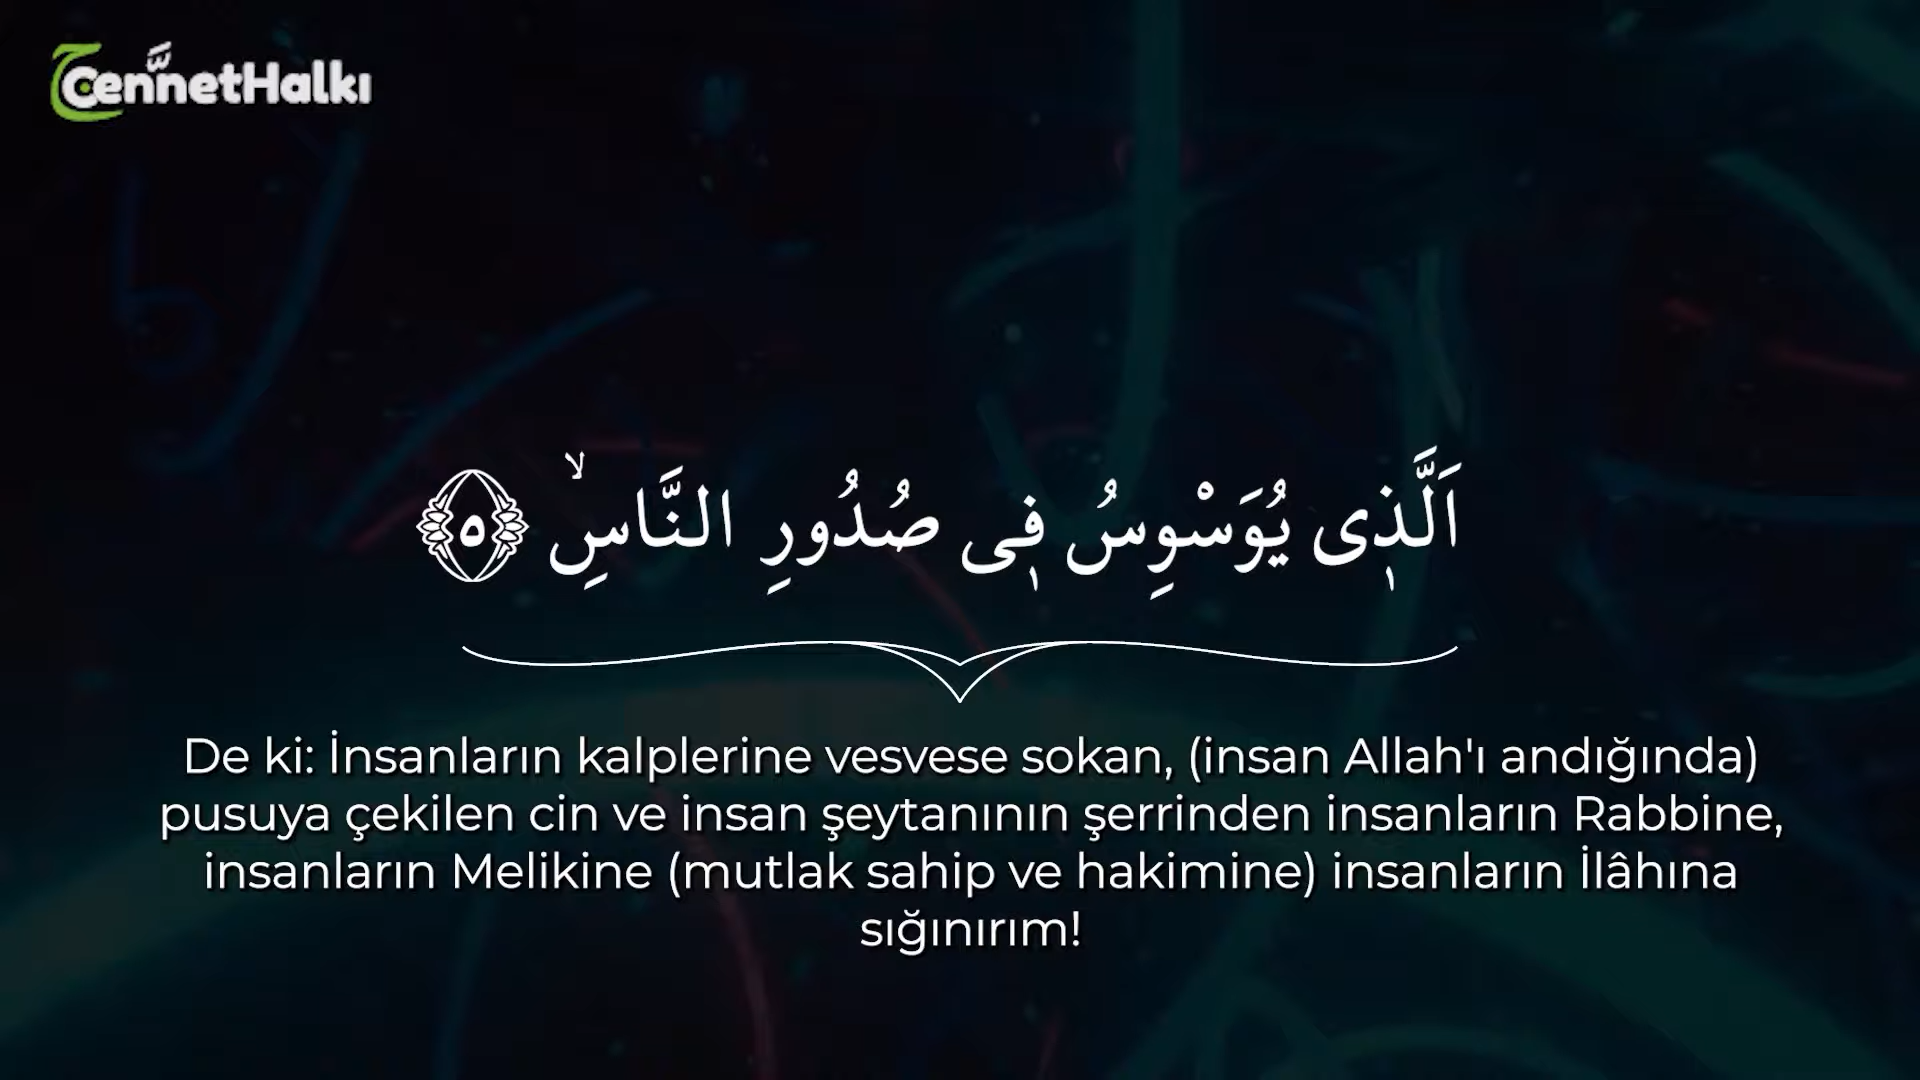 CennetHalkı
اَلَّذ۪ى يُوَسْوِسُ ف۪ى صُدُورِ النَّاسِۙ ﴿٥﴾
De ki: İnsanların kalplerine vesvese sokan, (insan Allah'ı andığında)
pusuya çekilen cin ve insan şeytanının şerrinden insanların Rabbine,
insanların Melikine (mutlak sahip ve hakimine) insanların İlâhına
sığınırım!